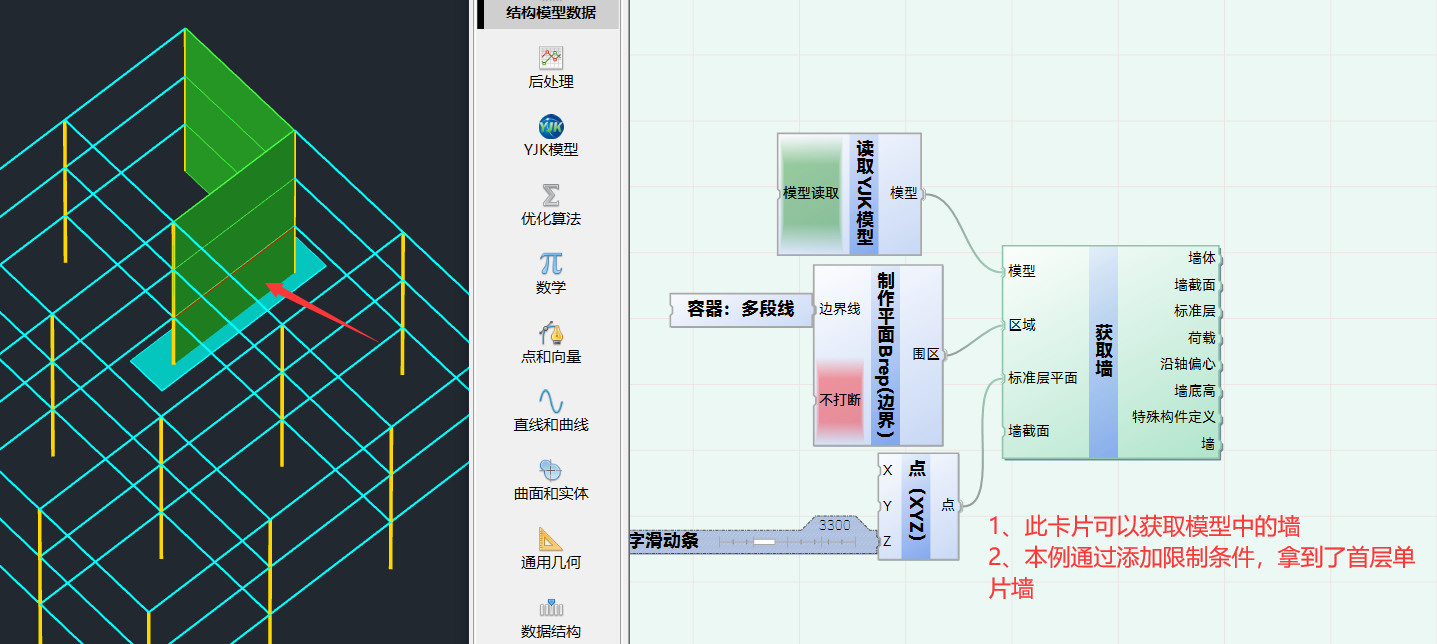 结构模型数据
后处理
YJK
YJK模型
优化算法
数学
点和向量
直线和曲线
曲面和实体
通用几何
数据结构
模型读取
读取YJK模型
模型
容器：多段线
边界线
不打断
制作平面Brep(边界)
围区
字滑动条
3300
X
Y
Z
点（XYZ）
点
模型
区域
标准层平面
墙截面
获取墙
墙体
墙截面
标准层
荷载
沿轴偏心
墙底高
特殊构件定义
墙
1、此卡片可以获取模型中的墙
2、本例通过添加限制条件，拿到了首层单
片墙